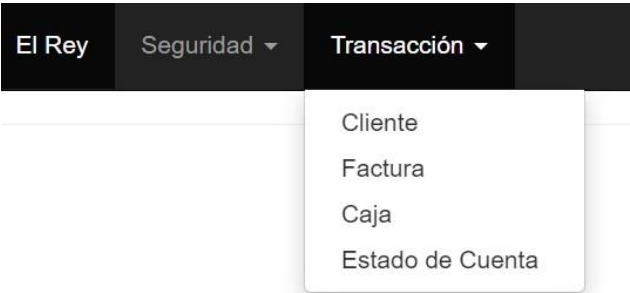 El Rey Seguridad Transacción
Cliente
Factura
Caja
Estado de Cuenta